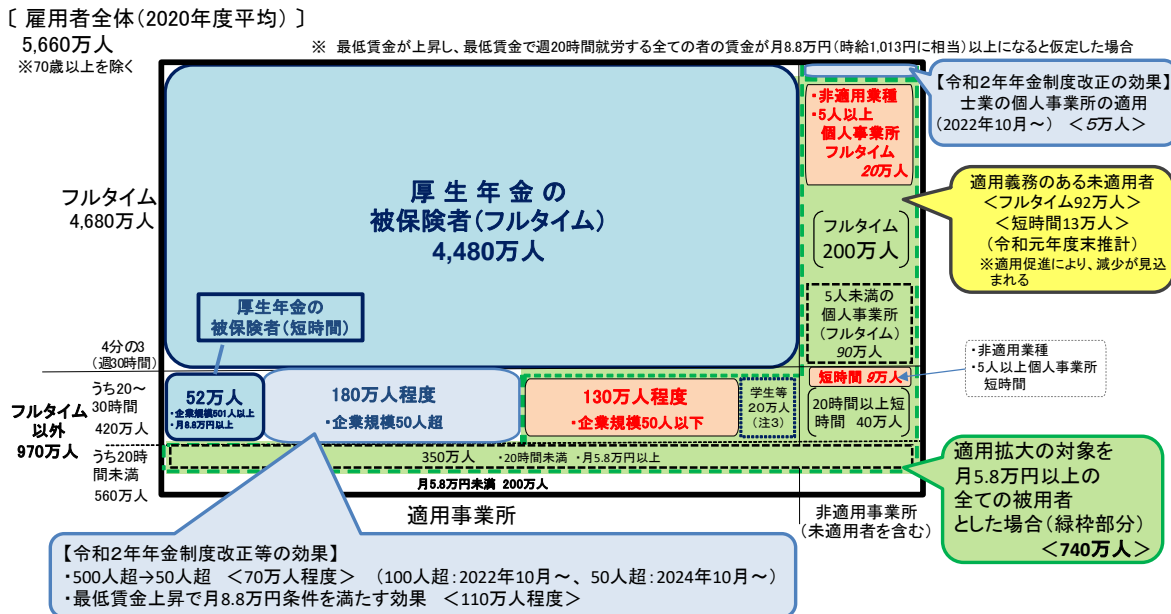 〔 雇用者全体(2020年度平均) 〕
5,660万人
※70歳以上を除く
※ 最低賃金が上昇し、最低賃金で週20時間就労する全ての者の賃金が月8.8万円(時給1,013円に相当)以上になると仮定した場合
フルタイム
4,680万人
4分の3
(週30時間)
フルタイム
以外
970万人
うち20～
30時間
420万人
うち20時
間未満
560万人
厚生年金の
被保険者(フルタイム)
4,480万人
厚生年金の
被保険者(短時間)
52万人
・企業規模501人以上
・月8.8万円以上
180万人程度
・企業規模50人超
130万人程度
・企業規模50人以下
学生等
20万人
(注3)
350万人 ・20時間未満 ・月5.8万円以上
月5.8万円未満 200万人
・非適用業種
・5人以上
個人事業所
フルタイム
20万人
フルタイム
200万人
5人未満の
個人事業所
(フルタイム)
90万人
短時間 9万人
20時間以上短
時間 40万人
適用事業所
非適用事業所
(未適用者を含む)
【令和2年年金制度改正の効果】
士業の個人事業所の適用
(2022年10月～) <5万人>
適用義務のある未適用者
<フルタイム92万人>
<短時間13万人>
(令和元年度末推計)
※適用促進により、減少が見込
まれる
・非適用業種
・5人以上個人事業所
短時間
適用拡大の対象を
月5.8万円以上の
全ての被用者
とした場合(緑枠部分)
<740万人>
【令和2年年金制度改正等の効果】
・500人超→50人超 <70万人程度> (100人超:2022年10月～、50人超:2024年10月～)
・最低賃金上昇で月8.8万円条件を満たす効果 <110万人程度>